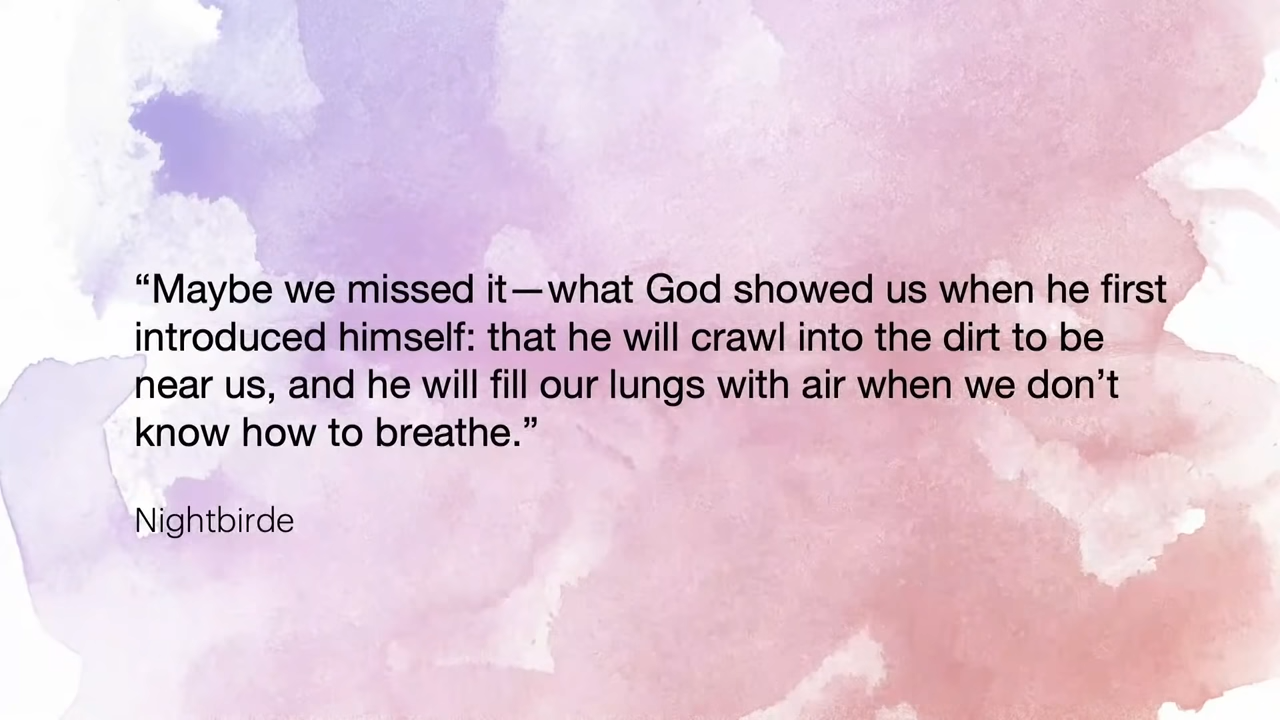 “Maybe we missed it—what God showed us when he first
introduced himself: that he will crawl into the dirt to be
near us, and he will fill our lungs with air when we don’t
know how to breathe.”
Nightbirde